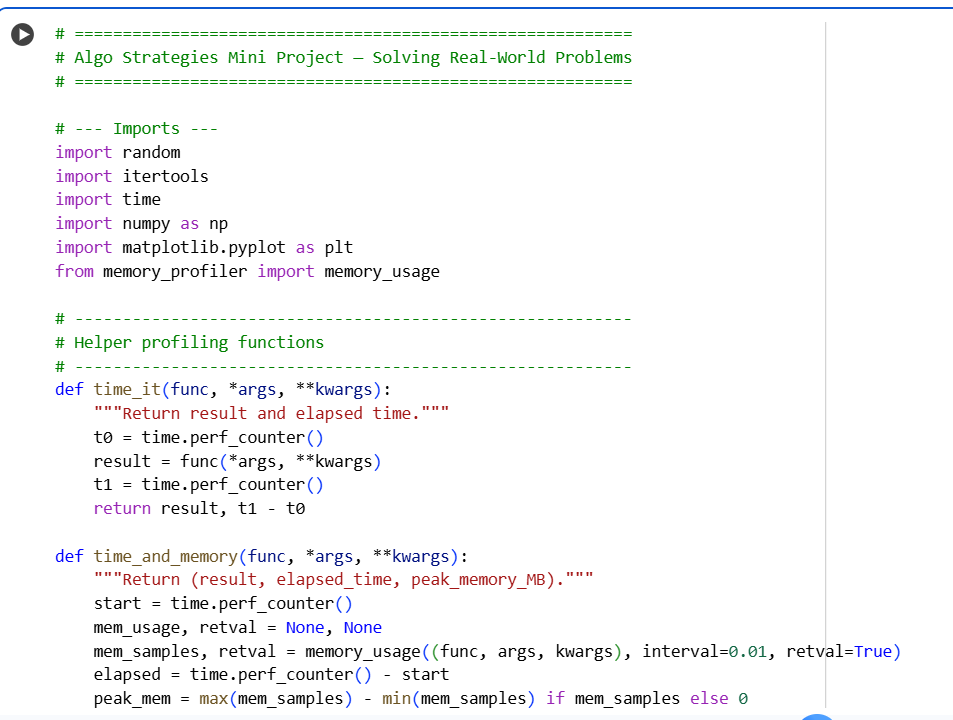 # ==========================================================
# Algo Strategies Mini Project — Solving Real-World Problems
# ==========================================================

# --- Imports ---
import random
import itertools
import time
import numpy as np
import matplotlib.pyplot as plt
from memory_profiler import memory_usage

# ----------------------------------------------------------
# Helper profiling functions
# ----------------------------------------------------------
def time_it(func, *args, **kwargs):
    """Return result and elapsed time."""
    t0 = time.perf_counter()
    result = func(*args, **kwargs)
    t1 = time.perf_counter()
    return result, t1 - t0

def time_and_memory(func, *args, **kwargs):
    """Return (result, elapsed_time, peak_memory_MB)."""
    start = time.perf_counter()
    mem_usage, retval = None, None
    mem_samples, retval = memory_usage((func, args, kwargs), interval=0.01, retval=True)
    elapsed = time.perf_counter() - start
    peak_mem = max(mem_samples) - min(mem_samples) if mem_samples else 0